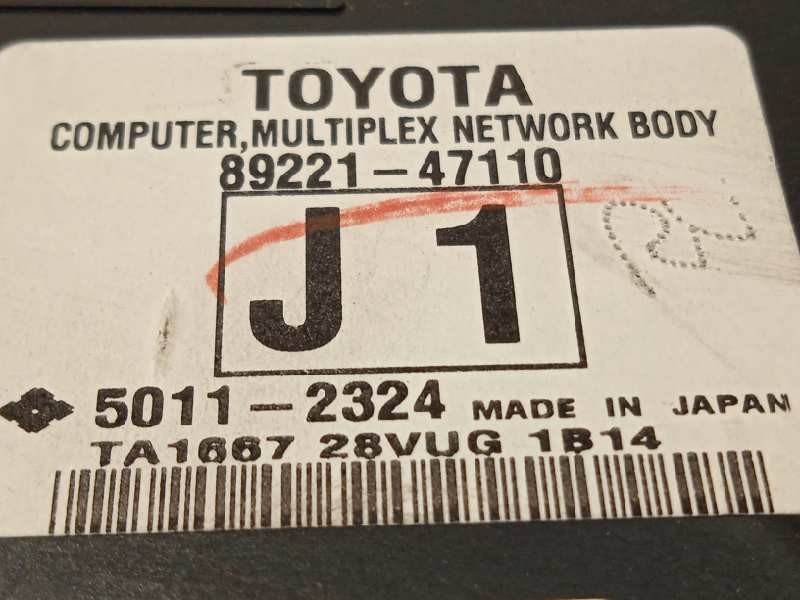 TOYOTA
COMPUTER,MULTIPLEX NETWORK BODY
89221-47110
J 1
5011-2324 MADE IN JAPAN
TA1667 28VUG 1B14